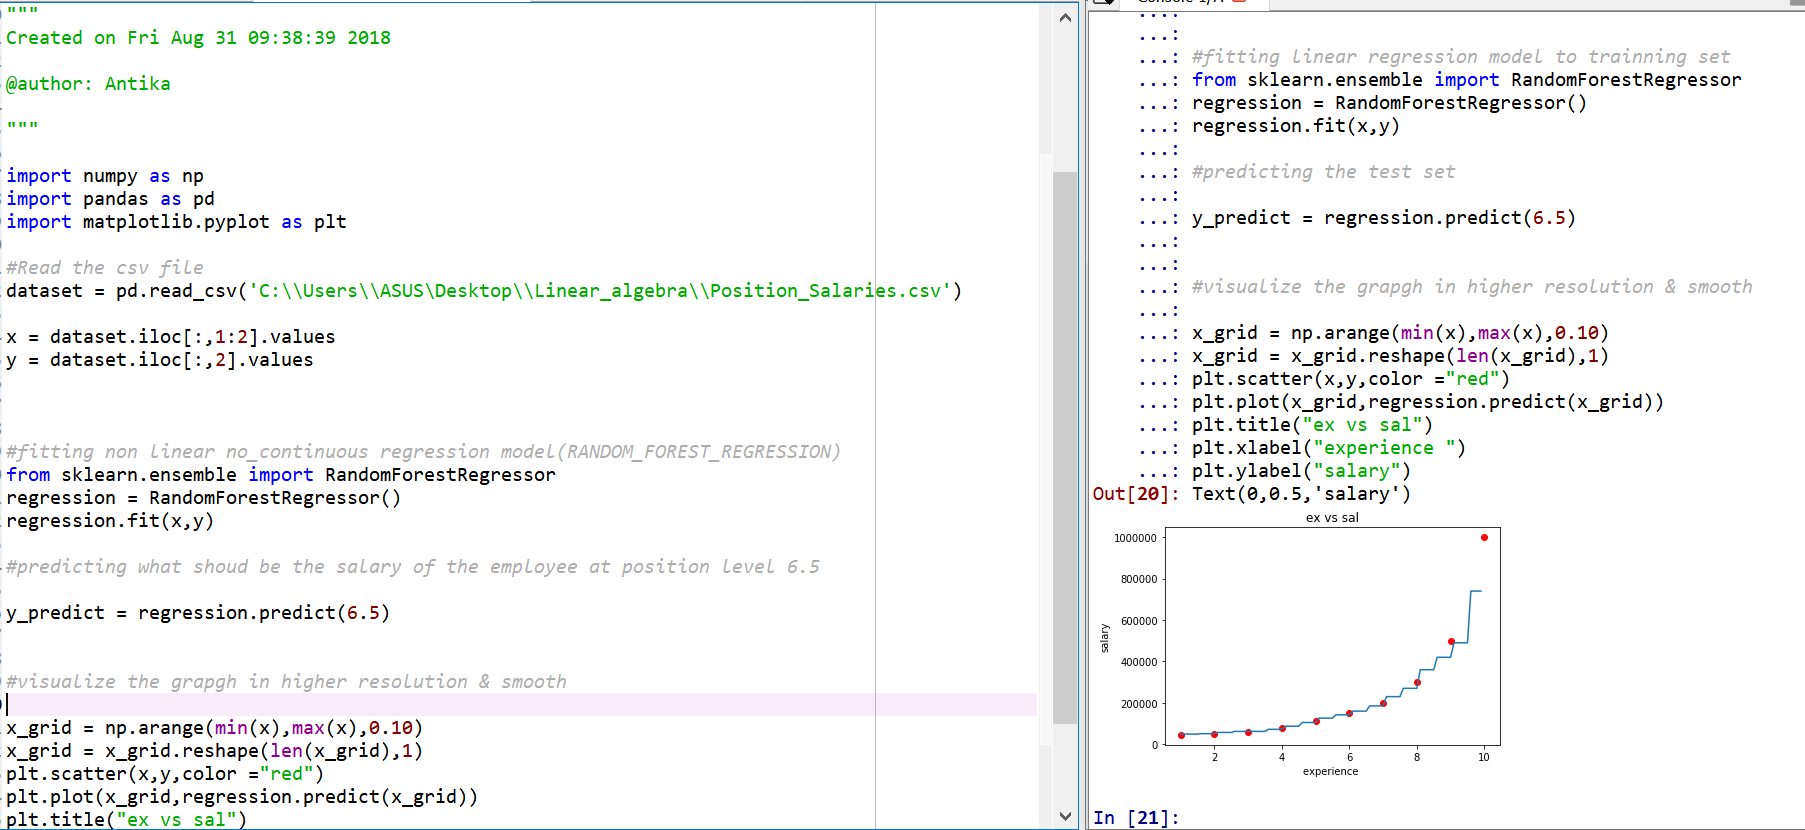 """
Created on Fri Aug 31 09:38:39 2018
@author: Antika
"""
import numpy as np
import pandas as pd
import matplotlib.pyplot as plt
#Read the csv file
dataset = pd.read_csv('C:\\Users\\ASUS\Desktop\\Linear_algebra\\Position_Salaries.csv')
x = dataset.iloc[:,1:2].values
y = dataset.iloc[:,2].values
#fitting non linear no_continuous regression model(RANDOM_FOREST_REGRESSION)
from sklearn.ensemble import RandomForestRegressor
regression = RandomForestRegressor()
regression.fit(x,y)
#predicting what shoud be the salary of the employee at position level 6.5
y_predict = regression.predict(6.5)
#visualize the grapgh in higher resolution & smooth
x_grid = np.arange(min(x),max(x),0.10)
x_grid = x_grid.reshape(len(x_grid),1)
plt.scatter(x,y,color ="red")
plt.plot(x_grid,regression.predict(x_grid))
plt.title("ex vs sal")
...:
...:
...: #fitting linear regression model to trainning set
...: from sklearn.ensemble import RandomForestRegressor
...: regression = RandomForestRegressor()
...: regression.fit(x,y)
...:
...: #predicting the test set
...:
...: y_predict = regression.predict(6.5)
...:
...:
...: #visualize the grapgh in higher resolution & smooth
...:
...: x_grid = np.arange(min(x),max(x),0.10)
...: x_grid = x_grid.reshape(len(x_grid),1)
...: plt.scatter(x,y,color ="red")
...: plt.plot(x_grid,regression.predict(x_grid))
...: plt.title("ex vs sal")
...: plt.xlabel("experience ")
...: plt.ylabel("salary")
Out[20]: Text(0,0.5,'salary')
ex vs sal
1000000
800000
600000
400000
200000
0
salary
2 4 6 8 10
experience
In [21]: